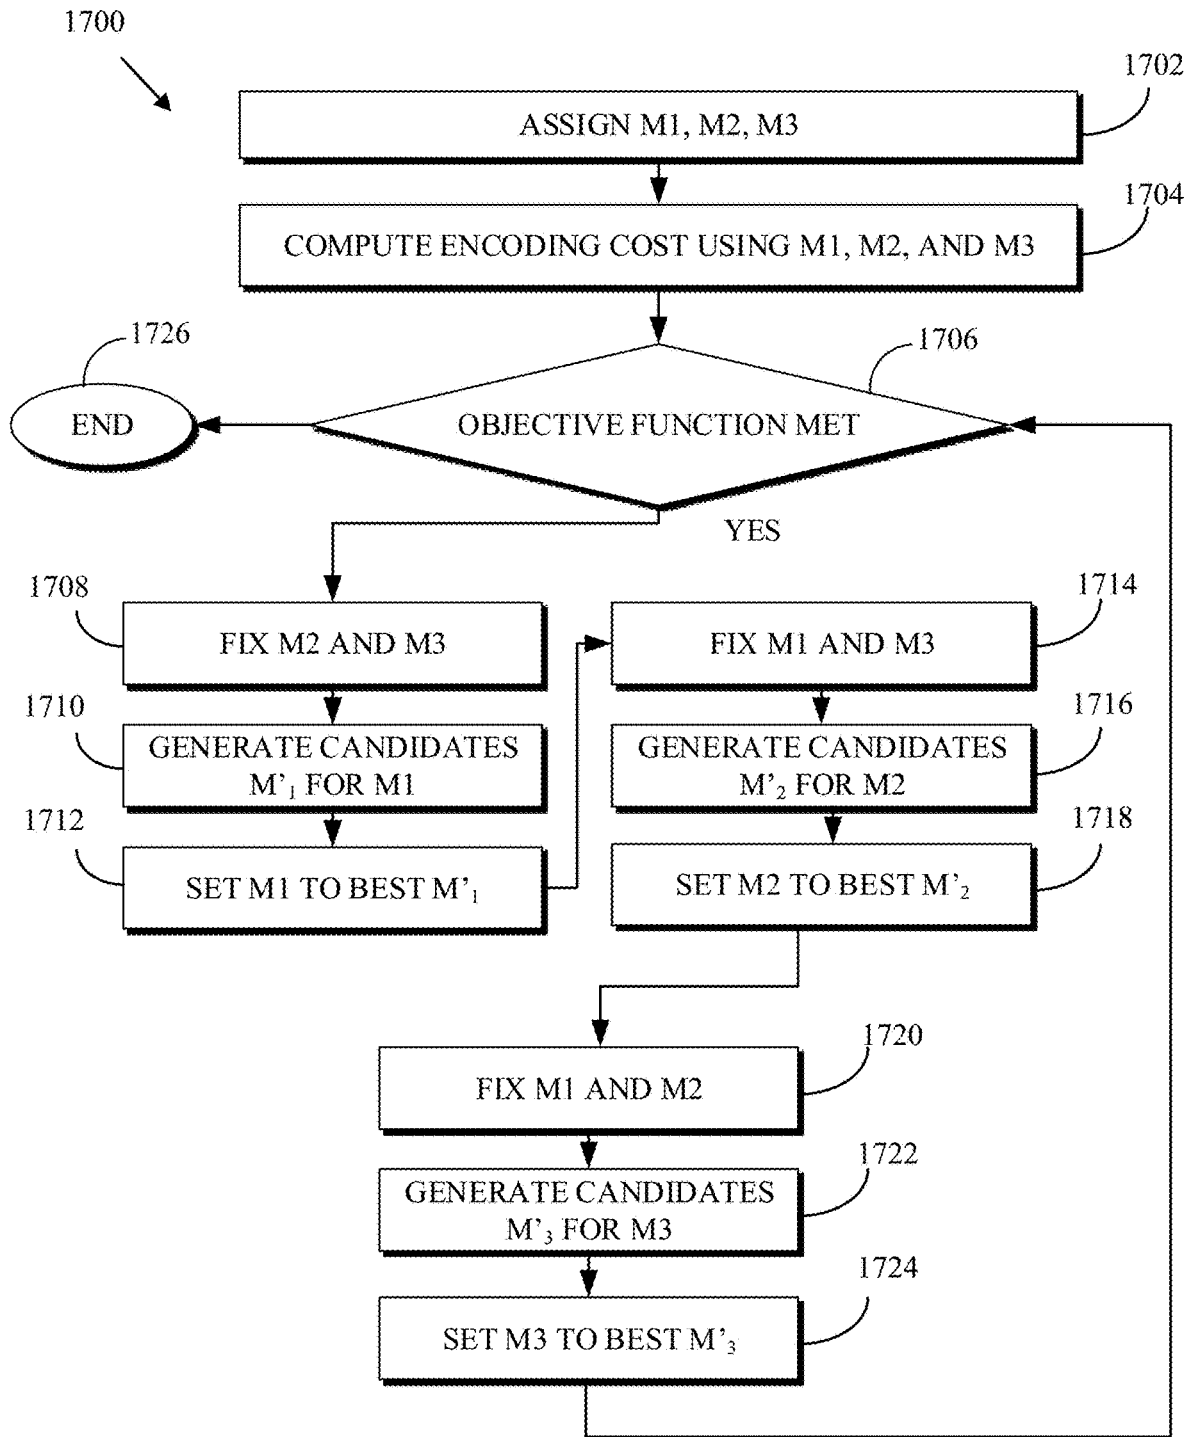 1700
1702
ASSIGN M1, M2, M3
1704
COMPUTE ENCODING COST USING M1, M2, AND M3
1726
1706
END
OBJECTIVE FUNCTION MET
YES
1708
FIX M2 AND M3
1710
GENERATE CANDIDATES
M’₁ FOR M1
1712
SET M1 TO BEST M’₁
1714
FIX M1 AND M3
1716
GENERATE CANDIDATES
M’₂ FOR M2
1718
SET M2 TO BEST M’₂
1720
FIX M1 AND M2
1722
GENERATE CANDIDATES
M’₃ FOR M3
1724
SET M3 TO BEST M’₃